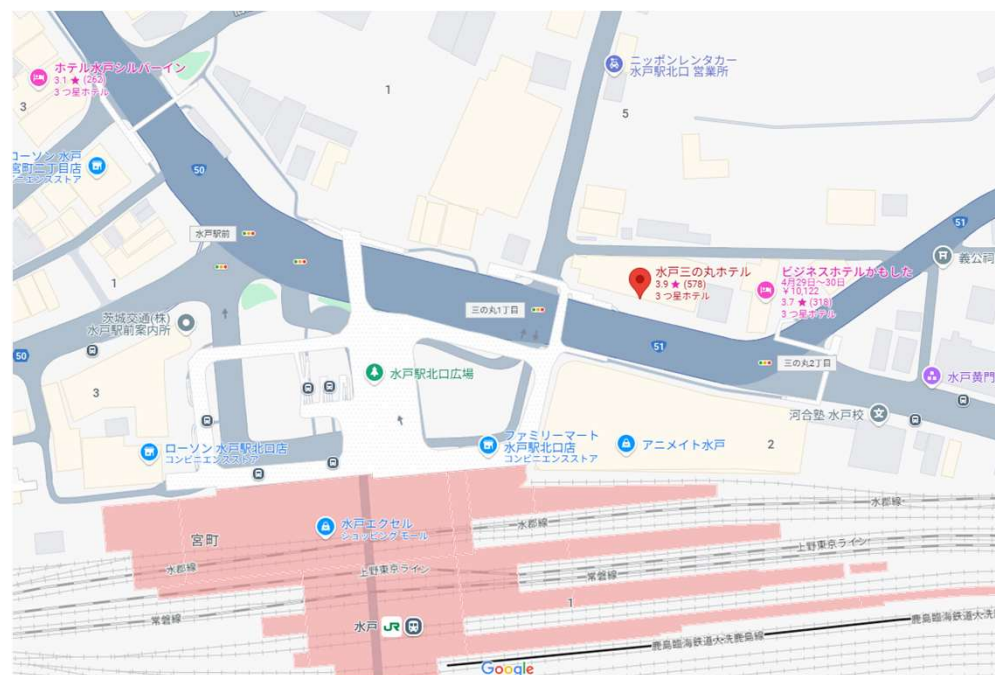 ホテル水戸シルバーイン
3.1 ★ (262)
3 つ星ホテル
3
1
ニッポンレンタカー
水戸駅北口 営業所
5
ローソン 水戸
宮町二丁目店
ビニエンスストア
50
51
水戸駅前
義公祠
水戸三の丸ホテル
3.9 ★ (578)
3 つ星ホテル
ビジネスホテルかもした
4月29日～30日
￥10,122
3.7 ★ (318)
3 つ星ホテル
1
三の丸1丁目
茨城交通(株)
水戸駅前案内所
50
51
三の丸2丁目
水戸駅北口広場
水戸黄門
3
河合塾 水戸校
ローソン 水戸駅北口店
コンビニエンスストア
ファミリーマート
水戸駅北口店
コンビニエンスストア
アニメイト水戸
2
水郡線
水戸エクセル
ショッピングモール
水郡線
宮町
上野東京ライン
水郡線
上野東京ライン
常磐線
常磐線
1
水戸 JR
鹿島臨海鉄道大洗鹿島線
鹿島臨海鉄道大洗
Google